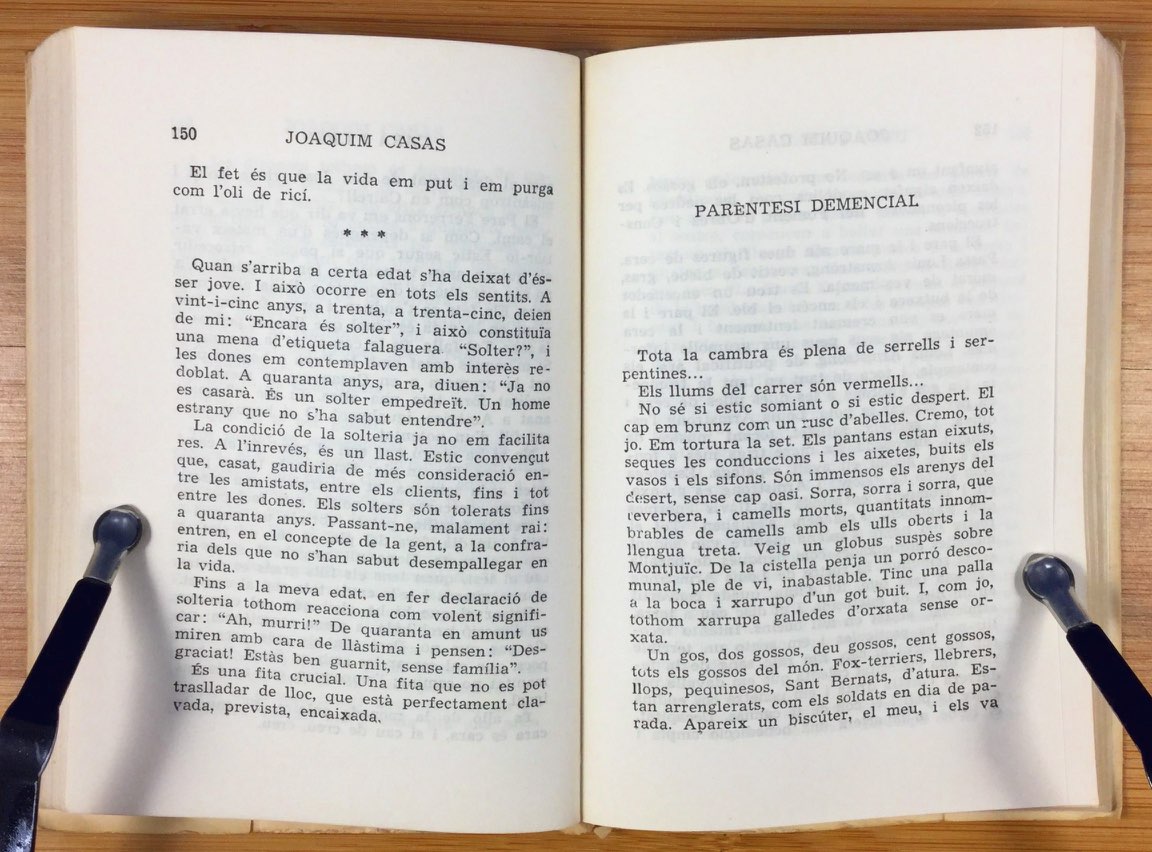 150
JOAQUIM CASAS
El fet és que la vida em put i em purga
com l'oli de ricí.
* * *
Quan s'arriba a certa edat s'ha deixat d'és-
ser jove. I això ocorre en tots els sentits. A
vint-i-cinc anys, a trenta, a trenta-cinc, deien
de mi: "Encara és solter", i això constituïa
una mena d'etiqueta falaguera. "Solter?", i
les dones em contemplaven amb interès re-
doblat. A quaranta anys, ara, diuen: "Ja no
es casarà. És un solter empedreït. Un home
estrany que no s'ha sabut entendre".
La condició de la solteria ja no em facilita
res. A l'inrevés, és un llast. Estic convençut
que, casat, gaudiria de més consideració en-
tre les amistats, entre els clients, fins i tot
entre les dones. Els solters són tolerats fins
a quaranta anys. Passant-ne, malament rai:
entren, en el concepte de la gent, a la confra-
ria dels que no s'han sabut desempallegar en
la vida.
Fins a la meva edat, en fer declaració de
solteria tothom reacciona com volent signifi-
car: "Ah, murri!" De quaranta en amunt us
miren amb cara de llàstima i pensen: "Des-
graciat! Estàs ben guarnit, sense família".
És una fita crucial. Una fita que no es pot
traslladar de lloc, que està perfectament cla-
vada, prevista, encaixada.
PARÈNTESI DEMENCIAL
Tota la cambra és plena de serrells i ser-
pentines...
Els llums del carrer són vermells...
No sé si estic somiant o si estic despert. El
cap em brunz com un rusc d'abelles. Cremo, tot
jo. Em tortura la set. Els pantans estan eixuts,
seques les conduccions i les aixetes, buits els
vasos i els sifons. Són immensos els arenys del
desert, sense cap oasi. Sorra, sorra i sorra, que
reverbera, i camells morts, quantitats innom-
brables de camells amb els ulls oberts i la
llengua treta. Veig un globus suspès sobre
Montjuïc. De la cistella penja un porró desco-
munal, ple de vi, inabastable. Tinc una palla
a la boca i xarrupo d'un got buit. I, com jo,
tothom xarrupa galledes d'orxata sense or-
xata.
Un gos, dos gossos, deu gossos, cent gossos,
tots els gossos del món. Fox-terriers, llebrers,
llops, pequinesos, Sant Bernats, d'atura. Es-
tan arrenglerats, com els soldats en dia de pa-
rada. Apareix un biscúter, el meu, i els va